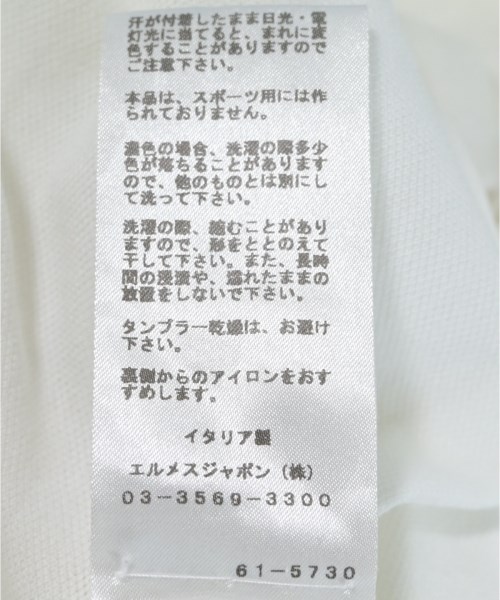 汗が付着したまま日光・電
灯光に当てると、まれに変
色することがありますので
ご注意下さい。
本品は、スポーツ用には作
られておりません。
濃色の場合、洗濯の際多少
色が落ちることがあります
ので、他のものとは別にし
て洗って下さい。
洗濯の際、縮むことがあり
ますので、形をととのえて
干して下さい。また、長時
間の浸漬や、濡れたままの
放置をしないで下さい。
タンブラー乾燥は、お避け
下さい。
裏側からのアイロンをおす
すめします。
イタリア製
エルメスジャポン（株）
03－3569－3300
61－5730